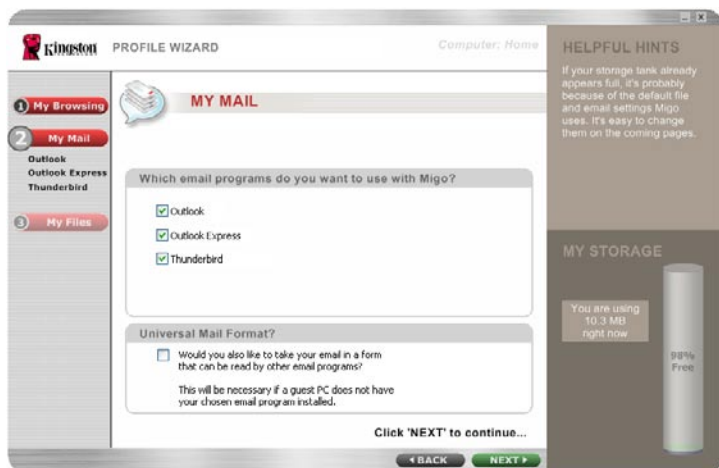 Kingston
PROFILE WIZARD
Computer: Home
1 My Browsing
2 My Mail
Outlook
Outlook Express
Thunderbird
3 My Files
MY MAIL
Which email programs do you want to use with Migo?
Outlook
Outlook Express
Thunderbird
Universal Mail Format?
Would you also like to take your email in a form
that can be read by other email programs?
This will be necessary if a guest PC does not have
your chosen email program installed.
Click 'NEXT' to continue...
BACK
NEXT
HELPFUL HINTS
If your storage tank already
appears full, it's probably
because of the default file
and email settings Migo
uses. It's easy to change
them on the coming pages.
MY STORAGE
You are using
10.3 MB
right now
98%
Free